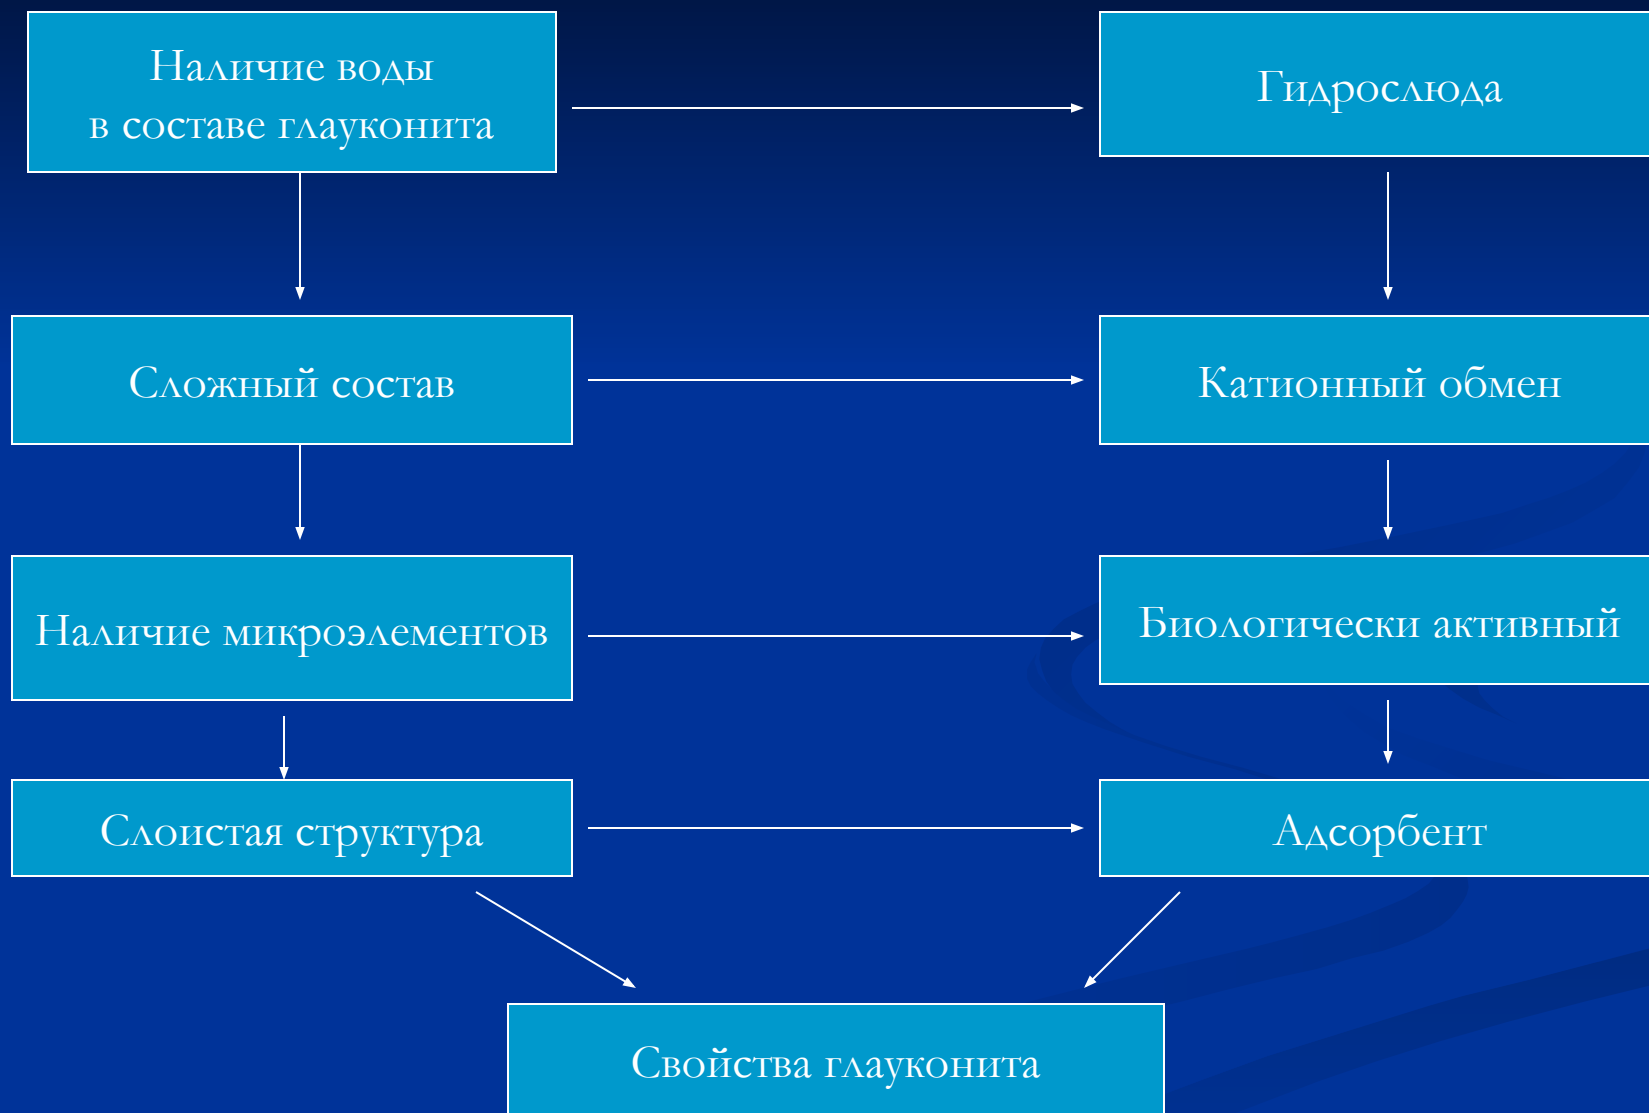 Наличие воды
в составе глауконита
Гидрослюда
Сложный состав
Катионный обмен
Наличие микроэлементов
Биологически активный
Слоистая структура
Адсорбент
Свойства глауконита